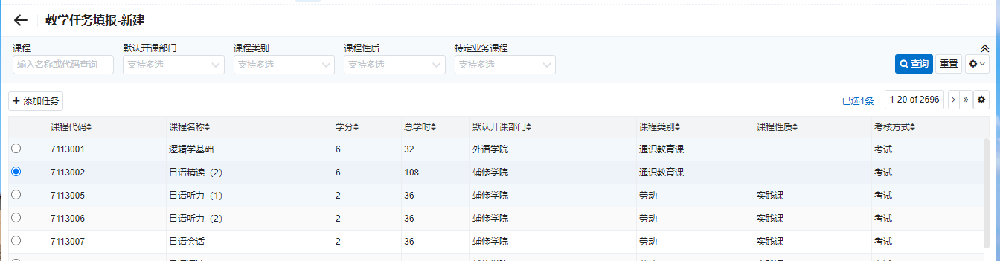 教学任务填报-新建
课程 默认开课部门 课程类别 课程性质 特定业务课程
输入名称或代码查询 支持多选 支持多选 支持多选 支持多选 查询 重置
添加任务 已选1条 1-20 of 2696
课程代码 课程名称 学分 总学时 默认开课部门 课程类别 课程性质 考核方式
7113001 逻辑学基础 6 32 外语学院 通识教育课 考试
7113002 日语精读（2） 6 108 辅修学院 通识教育课 考试
7113005 日语听力（1） 2 36 辅修学院 劳动 实践课 考试
7113006 日语听力（2） 2 36 辅修学院 劳动 实践课 考试
7113007 日语会话 2 36 辅修学院 劳动 实践课 考试